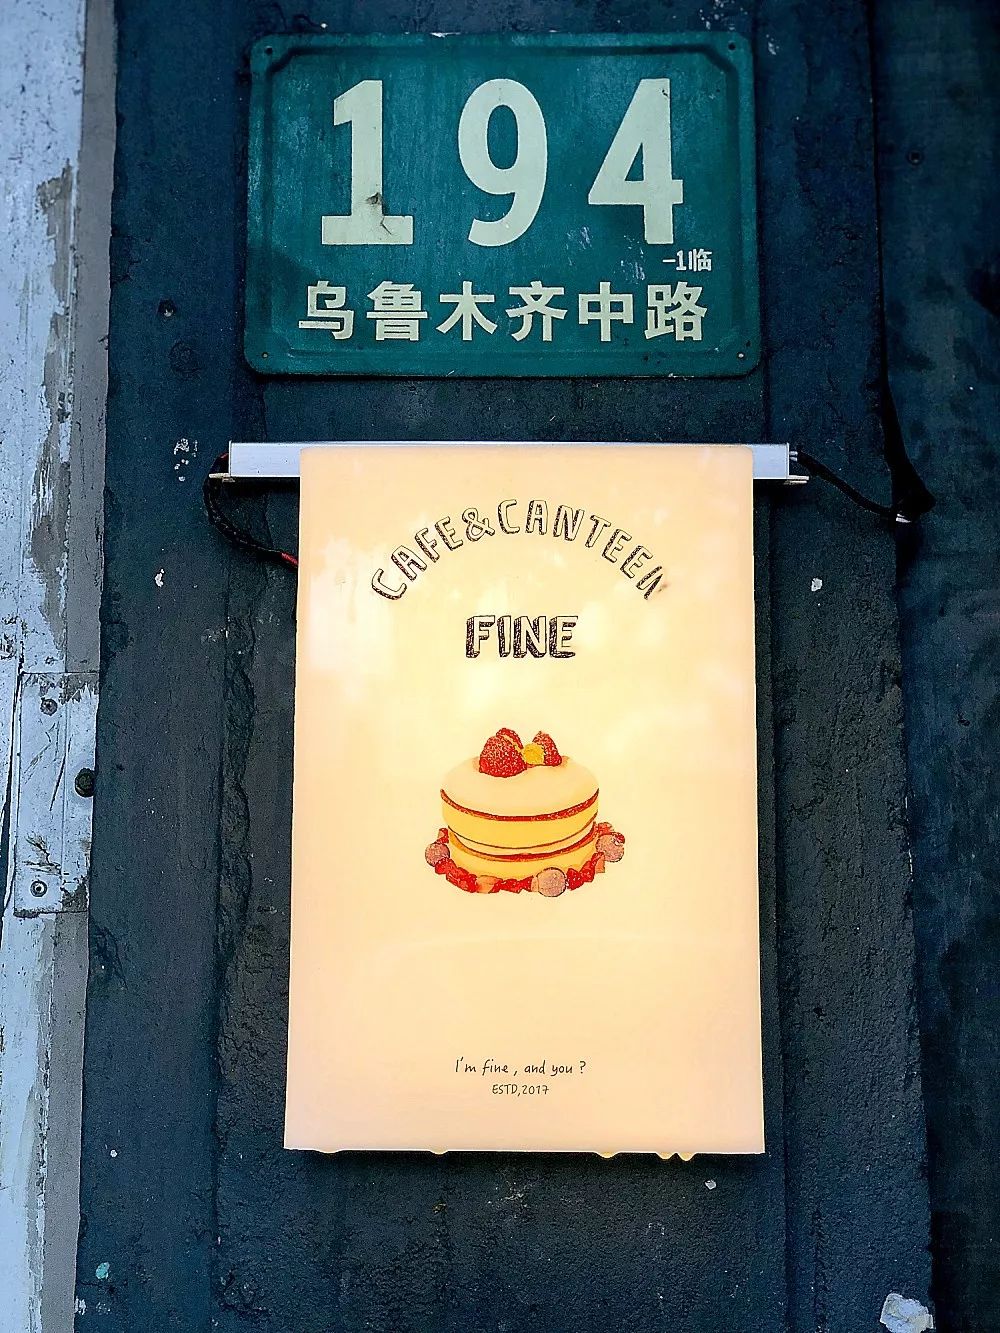 194
-1临
乌鲁木齐中路
CAFE&CANTEEN
FINE
I'm fine, and you ?
ESTD,2017